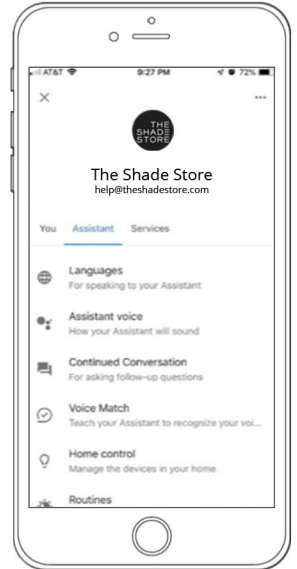 AT&T 9:27 PM 72%
THE
SHADE
STORE
The Shade Store
help@theshadestore.com
You Assistant Services
Languages
For speaking to your Assistant
Assistant voice
How your Assistant will sound
Continued Conversation
For asking follow-up questions
Voice Match
Teach your Assistant to recognize your voi...
Home control
Manage the devices in your home
Routines